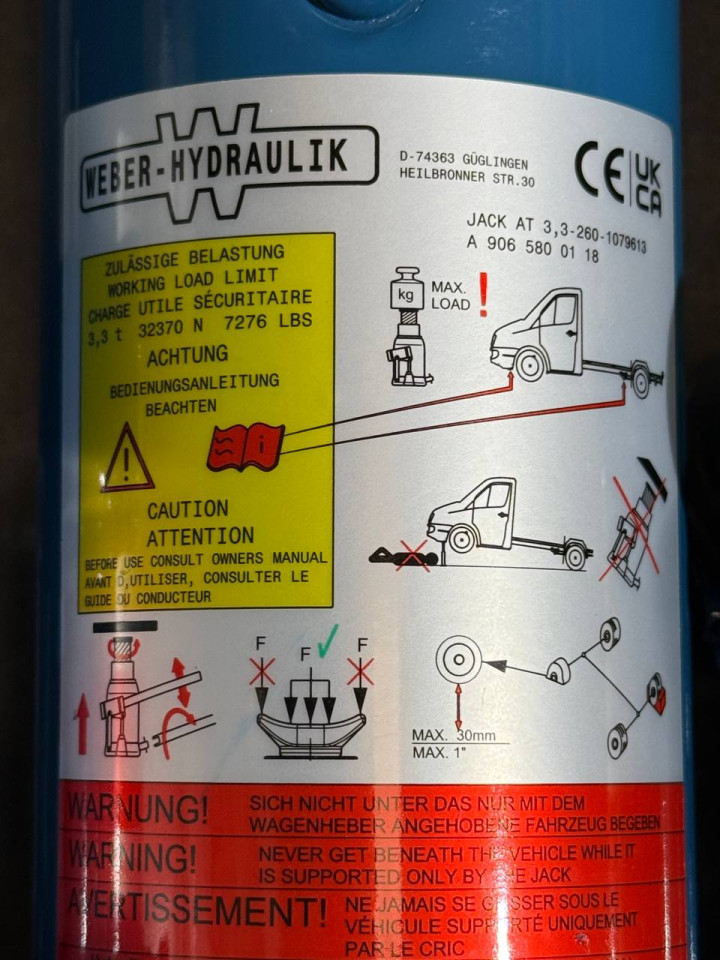 WEBER-HYDRAULIK
D-74363 GÜGLINGEN
HEILBRONNER STR.30
CE
UK
CA
JACK AT 3,3-260-1079613
A 906 580 01 18
ZULÄSSIGE BELASTUNG
WORKING LOAD LIMIT
CHARGE UTILE SÉCURITAIRE
3,3 t 32370 N 7276 LBS
ACHTUNG
BEDIENUNGSANLEITUNG
BEACHTEN
!
i
CAUTION
ATTENTION
BEFORE USE CONSULT OWNERS MANUAL
AVANT D,UTILISER, CONSULTER LE
GUIDE DU CONDUCTEUR
kg
MAX.
LOAD !
F
F
F
MAX. 30mm
MAX. 1"
WARNUNG!
SICH NICHT UNTER DAS NUR MIT DEM
WAGENHEBER ANGEHOBENE FAHRZEUG BEGEBEN
WARNING!
NEVER GET BENEATH THE VEHICLE WHILE IT
IS SUPPORTED ONLY BY THE JACK
AVERTISSEMENT!
NE JAMAIS SE GLISSER SOUS LE
VÉHICULE SUPPORTÉ UNIQUEMENT
PAR LE CRIC